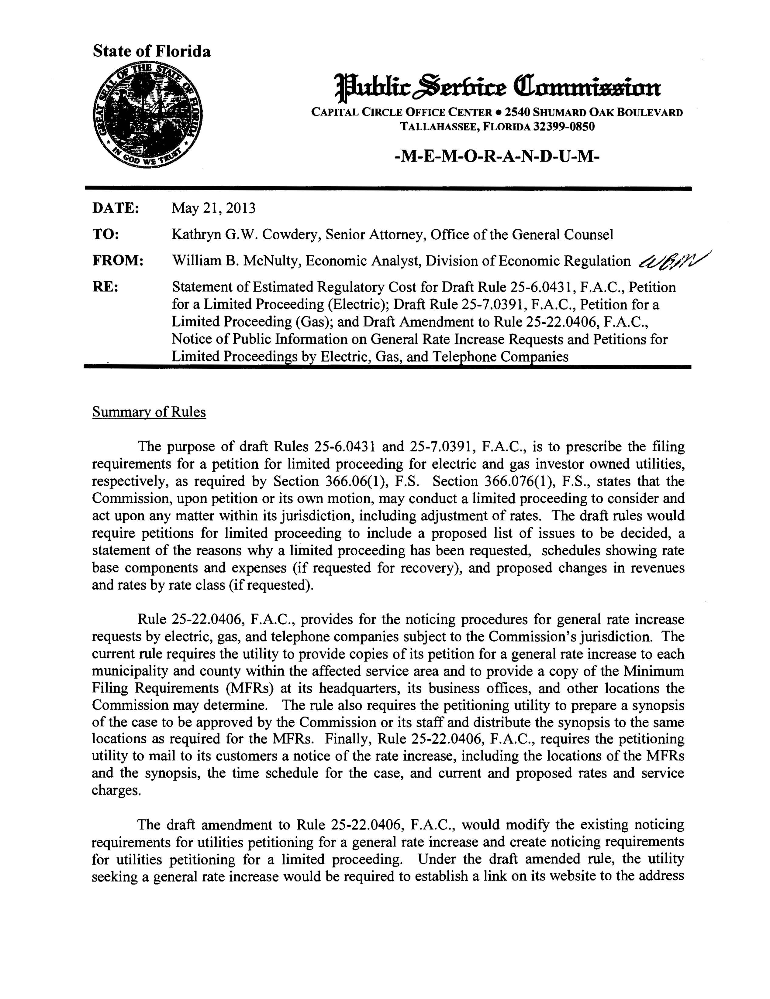 State of Florida
GREAT SEAL OF THE STATE OF FLORIDA
IN GOD WE TRUST
Public Service Commission
CAPITAL CIRCLE OFFICE CENTER ● 2540 SHUMARD OAK BOULEVARD
TALLAHASSEE, FLORIDA 32399-0850
-M-E-M-O-R-A-N-D-U-M-
DATE: May 21, 2013
TO: Kathryn G.W. Cowdery, Senior Attorney, Office of the General Counsel
FROM: William B. McNulty, Economic Analyst, Division of Economic Regulation WBM
RE: Statement of Estimated Regulatory Cost for Draft Rule 25-6.0431, F.A.C., Petition
for a Limited Proceeding (Electric); Draft Rule 25-7.0391, F.A.C., Petition for a
Limited Proceeding (Gas); and Draft Amendment to Rule 25-22.0406, F.A.C.,
Notice of Public Information on General Rate Increase Requests and Petitions for
Limited Proceedings by Electric, Gas, and Telephone Companies
Summary of Rules
The purpose of draft Rules 25-6.0431 and 25-7.0391, F.A.C., is to prescribe the filing
requirements for a petition for limited proceeding for electric and gas investor owned utilities,
respectively, as required by Section 366.06(1), F.S. Section 366.076(1), F.S., states that the
Commission, upon petition or its own motion, may conduct a limited proceeding to consider and
act upon any matter within its jurisdiction, including adjustment of rates. The draft rules would
require petitions for limited proceeding to include a proposed list of issues to be decided, a
statement of the reasons why a limited proceeding has been requested, schedules showing rate
base components and expenses (if requested for recovery), and proposed changes in revenues
and rates by rate class (if requested).
Rule 25-22.0406, F.A.C., provides for the noticing procedures for general rate increase
requests by electric, gas, and telephone companies subject to the Commission's jurisdiction. The
current rule requires the utility to provide copies of its petition for a general rate increase to each
municipality and county within the affected service area and to provide a copy of the Minimum
Filing Requirements (MFRs) at its headquarters, its business offices, and other locations the
Commission may determine. The rule also requires the petitioning utility to prepare a synopsis
of the case to be approved by the Commission or its staff and distribute the synopsis to the same
locations as required for the MFRs. Finally, Rule 25-22.0406, F.A.C., requires the petitioning
utility to mail to its customers a notice of the rate increase, including the locations of the MFRs
and the synopsis, the time schedule for the case, and current and proposed rates and service
charges.
The draft amendment to Rule 25-22.0406, F.A.C., would modify the existing noticing
requirements for utilities petitioning for a general rate increase and create noticing requirements
for utilities petitioning for a limited proceeding. Under the draft amended rule, the utility
seeking a general rate increase would be required to establish a link on its website to the address